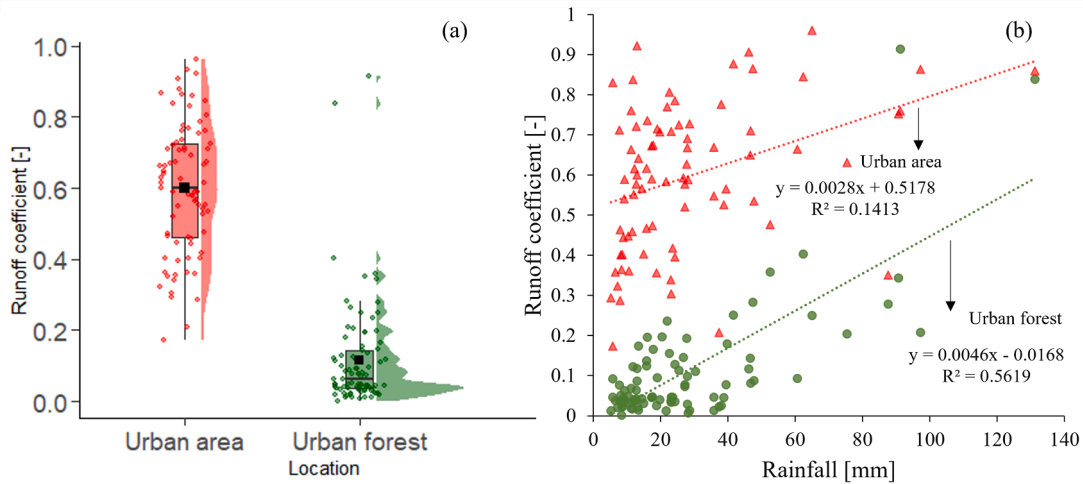 (a)
1.0
0.8
0.6
0.4
0.2
0.0
Runoff coefficient [-]
Urban area
Urban forest
Location
(b)
1
0.9
0.8
0.7
0.6
0.5
0.4
0.3
0.2
0.1
0
Runoff coefficient [-]
Urban area
y = 0.0028x + 0.5178
R² = 0.1413
Urban forest
y = 0.0046x - 0.0168
R² = 0.5619
0 20 40 60 80 100 120 140
Rainfall [mm]